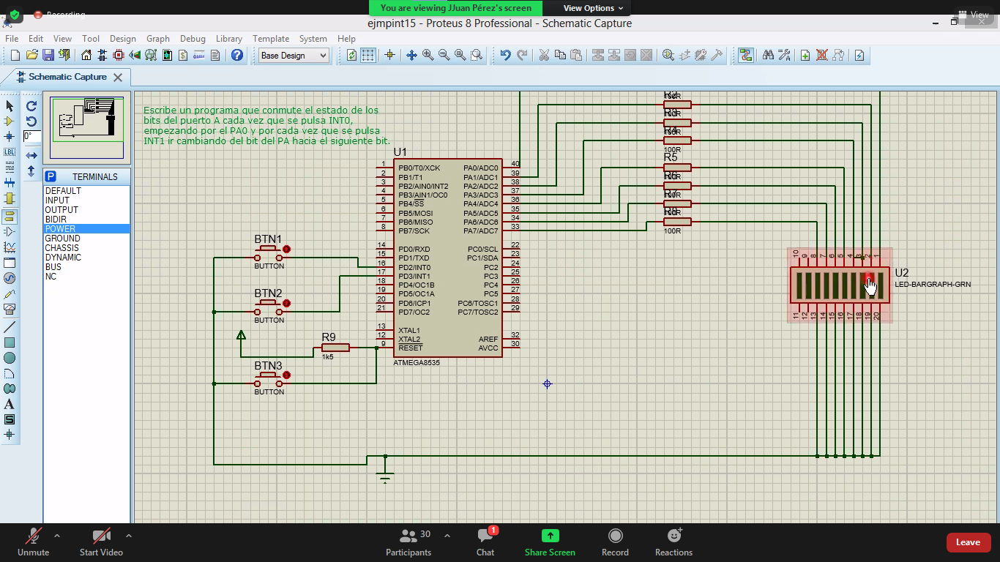 You are viewing JJuan Pérez's screen
View Options
Recording
View
ejmpint15 - Proteus 8 Professional - Schematic Capture
File Edit View Tool Design Graph Debug Library Template System Help
Base Design
Schematic Capture
Escribe un programa que conmute el estado de los
bits del puerto A cada vez que se pulsa INT0,
empezando por el PA0 y por cada vez que se pulsa
INT1 ir cambiando del bit del PA hacia el siguiente bit.
0°
LBL
P TERMINALS
DEFAULT
INPUT
OUTPUT
BIDIR
POWER
GROUND
CHASSIS
DYNAMIC
BUS
NC
A
S
U1
1 PB0/T0/XCK PA0/ADC0 40
2 PB1/T1 PA1/ADC1 39
3 PB2/AIN0/INT2 PA2/ADC2 38
4 PB3/AIN1/OC0 PA3/ADC3 37
5 PB4/SS PA4/ADC4 36
6 PB5/MOSI PA5/ADC5 35
7 PB6/MISO PA6/ADC6 34
8 PB7/SCK PA7/ADC7 33
14 PD0/RXD PC0/SCL 22
15 PD1/TXD PC1/SDA 23
16 PD2/INT0 PC2 24
17 PD3/INT1 PC3 25
18 PD4/OC1B PC4 26
19 PD5/OC1A PC5 27
20 PD6/ICP1 PC6/TOSC1 28
21 PD7/OC2 PC7/TOSC2 29
13 XTAL1
12 XTAL2 AREF 32
9 RESET AVCC 30
ATMEGA8535
BTN1
BUTTON
BTN2
BUTTON
R9
1k5
BTN3
BUTTON
R2
100R
R3
100R
R4
100R
R5
R6
100R
R7
100R
R8
100R
10 9 8 7 6 5 4 3 2 1
U2
LED-BARGRAPH-GRN
11 12 13 14 15 16 17 18 19 20
Unmute
Start Video
Participants 30
Chat 1
Share Screen
Record
Reactions
Leave